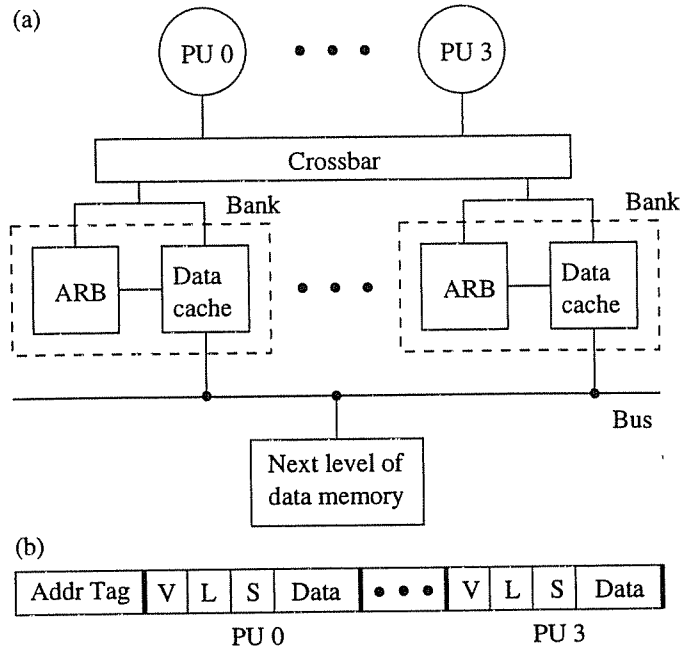 (a)
PU 0
PU 3
Crossbar
Bank
Bank
ARB
Data
cache
ARB
Data
cache
Bus
Next level of
data memory
(b)
Addr Tag V L S Data V L S Data
PU 0 PU 3